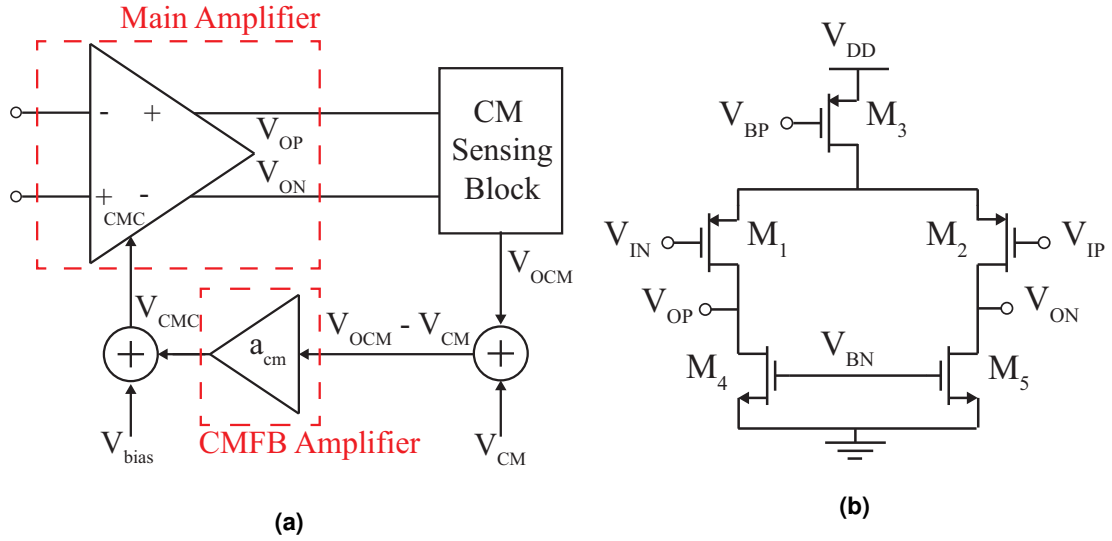 Main Amplifier
- +
V_OP
V_ON
+ -
CMC
CM
Sensing
Block
V_OCM
V_CMC
a_cm
V_OCM - V_CM
+
+
V_bias
CMFB Amplifier
V_CM
(a)
V_DD
V_BP
M_3
V_IN
M_1
M_2
V_IP
V_OP
V_ON
V_BN
M_4
M_5
(b)